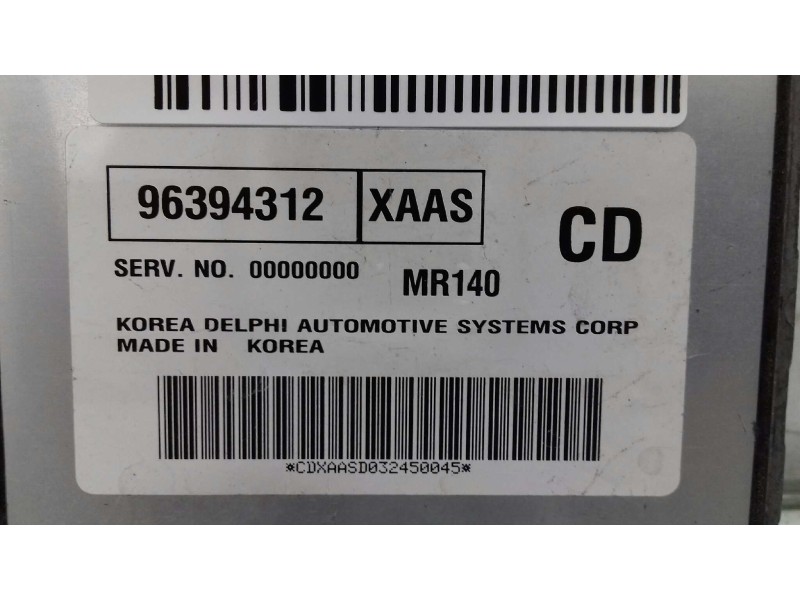 96394312 XAAS CD
SERV. NO. 00000000 MR140
KOREA DELPHI AUTOMOTIVE SYSTEMS CORP
MADE IN KOREA
*CDXAASD032450045*